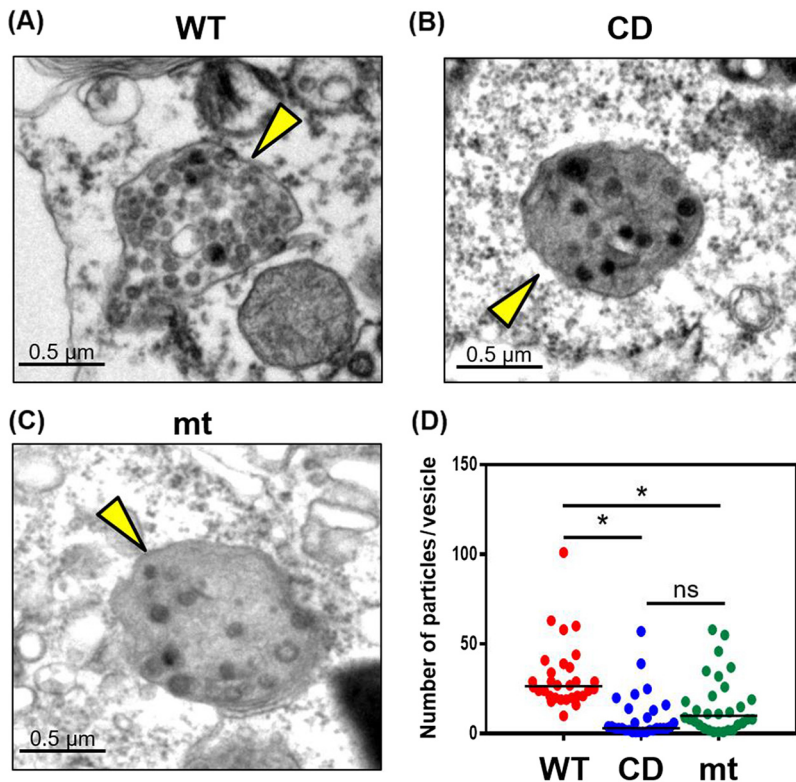 (A)
WT
0.5 µm
(B)
CD
0.5 µm
(C)
mt
0.5 µm
(D)
Number of particles/vesicle
150
100
50
0
*
*
ns
WT CD mt